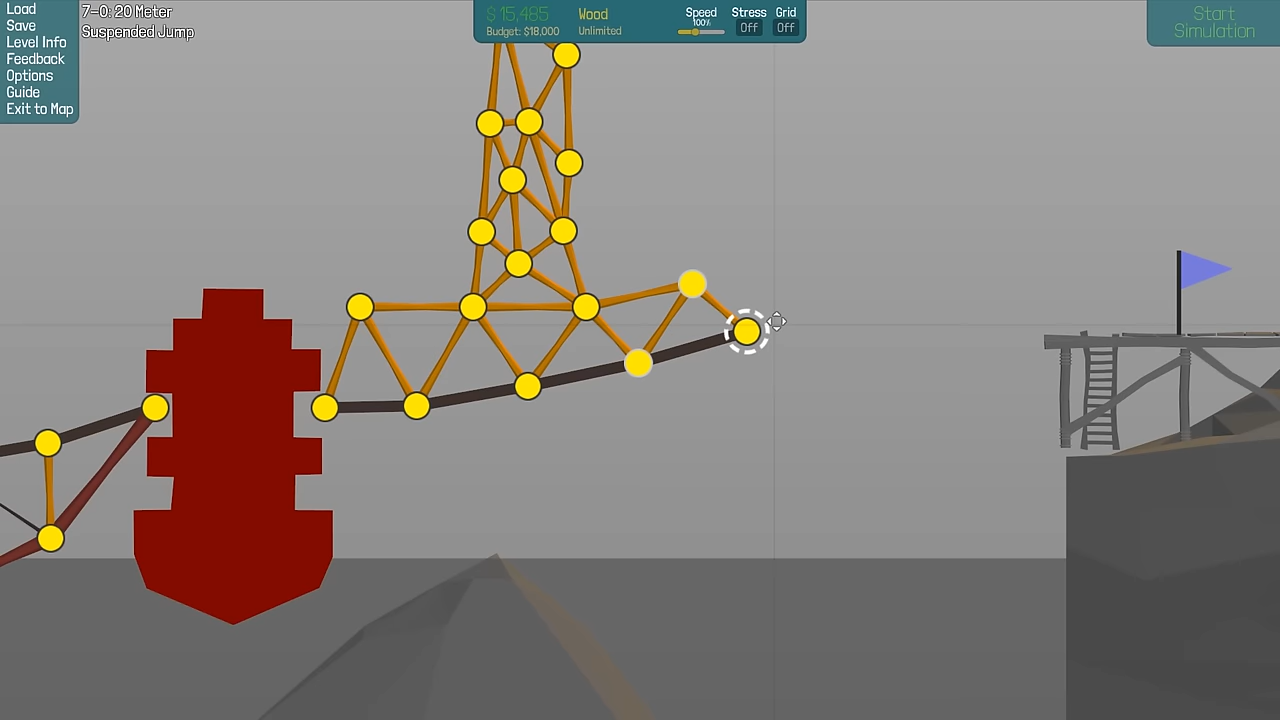 Load
Save
Level Info
Feedback
Options
Guide
Exit to Map
7-0: 20 Meter
Suspended Jump
$ 15,485
Budget: $18,000
Wood
Unlimited
Speed
100%
Stress
Off
Grid
Off
Start
Simulation